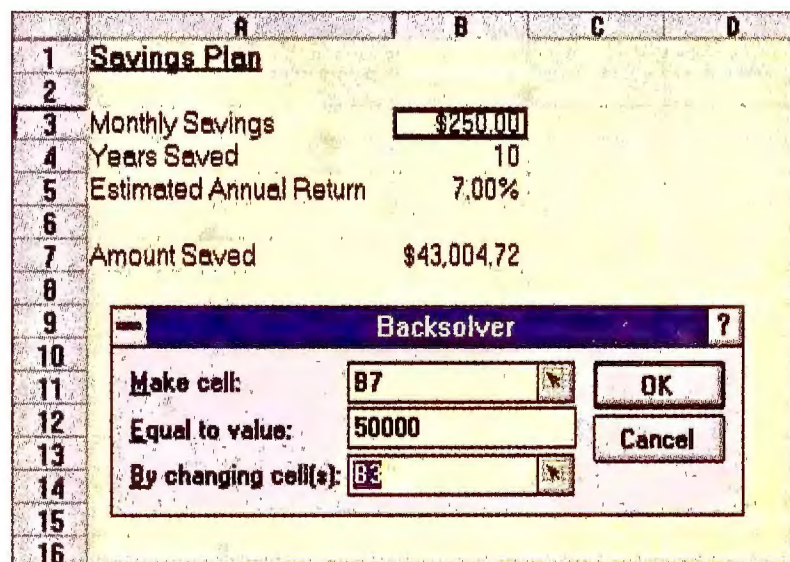 A B C D
1 Savings Plan
2
3 Monthly Savings $250.00
4 Years Saved 10
5 Estimated Annual Return 7.00%
6
7 Amount Saved $43,004.72
8
9 Backsolver ?
10
11 Make cell: B7 OK
12 Equal to value: 50000 Cancel
13
14 By changing cell(s): B3
15
16